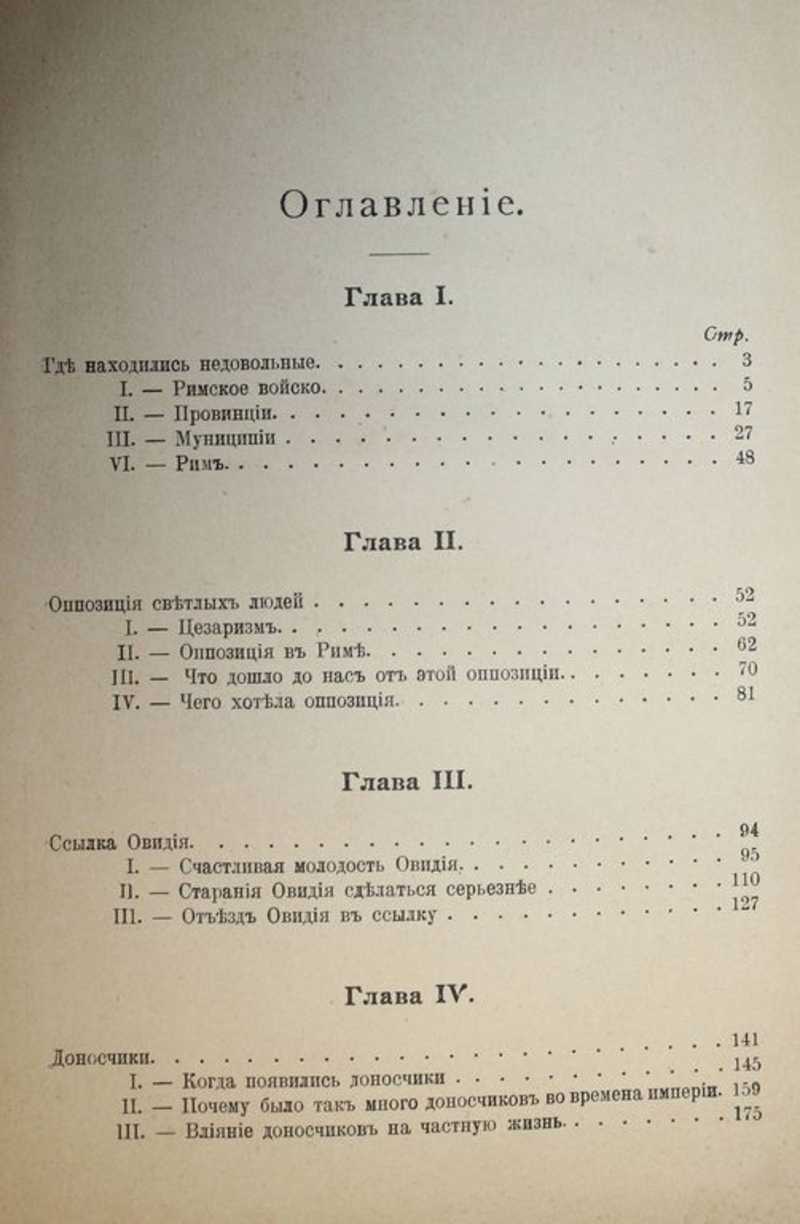 Оглавленіе.
Глава I.
Стр.
Гдѣ находились недовольные. . . . . . . . . . . . . . . . . 3
I. — Римское войско. . . . . . . . . . . . . . . . . 5
II. — Провинціи. . . . . . . . . . . . . . . . . . . 17
III. — Муниципіи . . . . . . . . . . . . . . . . . . 27
VI. — Римъ. . . . . . . . . . . . . . . . . . . . 48
Глава II.
Оппозиція свѣтлыхъ людей . . . . . . . . . . . . . . . . . 52
I. — Цезаризмъ. . . . . . . . . . . . . . . . . . 52
II. — Оппозиція въ Римѣ. . . . . . . . . . . . . . . 62
III. — Что дошло до насъ отъ этой оппозиціи. . . . . . . . 70
IV. — Чего хотѣла оппозиція. . . . . . . . . . . . . . 81
Глава III.
Ссылка Овидія. . . . . . . . . . . . . . . . . . . . . . 94
I. — Счастливая молодость Овидія. . . . . . . . . . . . 95
II. — Старанія Овидія сдѣлаться серьезнѣе . . . . . . . . 110
III. — Отъѣздъ Овидія въ ссылку . . . . . . . . . . . . 127
Глава IV.
Доносчики. . . . . . . . . . . . . . . . . . . . . . . 141
I. — Когда появились доносчики . . . . . . . . . . . 145
II. — Почему было такъ много доносчиковъ во времена имперіи. 159
III. — Вліяніе доносчиковъ на частную жизнь. . . . . . . . 175